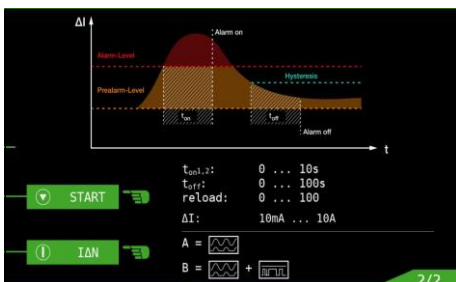 ΔI
Alarm on
Alarm-Level
Hysteresis
Prealarm-Level
ton
toff
Alarm off
t
ton1,2: 0 ... 10s
toff: 0 ... 100s
START
reload: 0 ... 100
ΔI: 10mA ... 10A
A =
IΔN
B = +
2/2